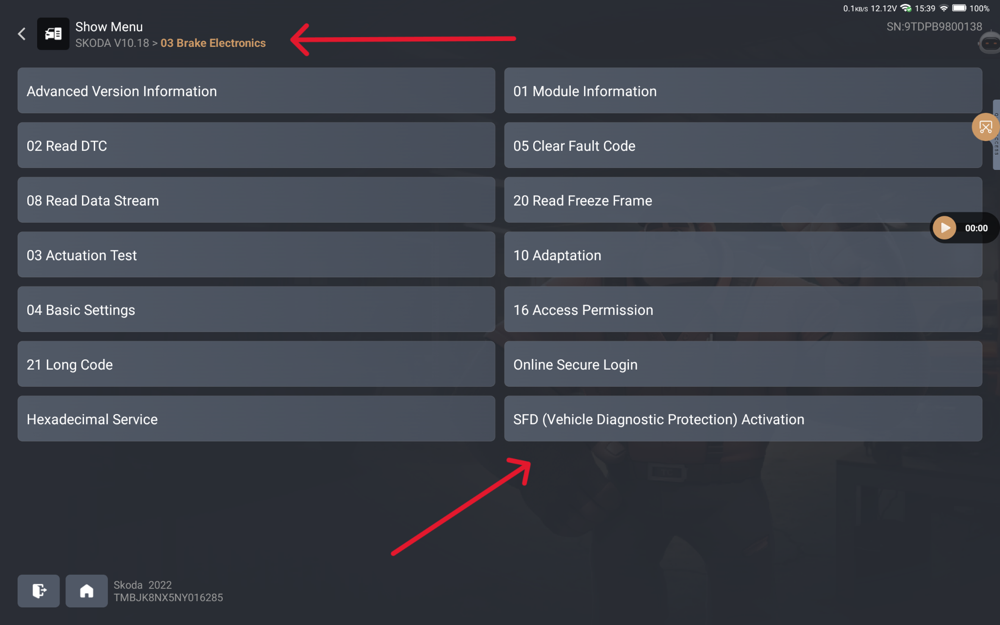 0.1KB/S 12.12V 15:39 100%
Show Menu
SKODA V10.18 > 03 Brake Electronics
SN:9TDPB9800138
Advanced Version Information
01 Module Information
02 Read DTC
05 Clear Fault Code
08 Read Data Stream
20 Read Freeze Frame
00:00
03 Actuation Test
10 Adaptation
04 Basic Settings
16 Access Permission
21 Long Code
Online Secure Login
Hexadecimal Service
SFD (Vehicle Diagnostic Protection) Activation
Skoda 2022
TMBJK8NX5NY016285